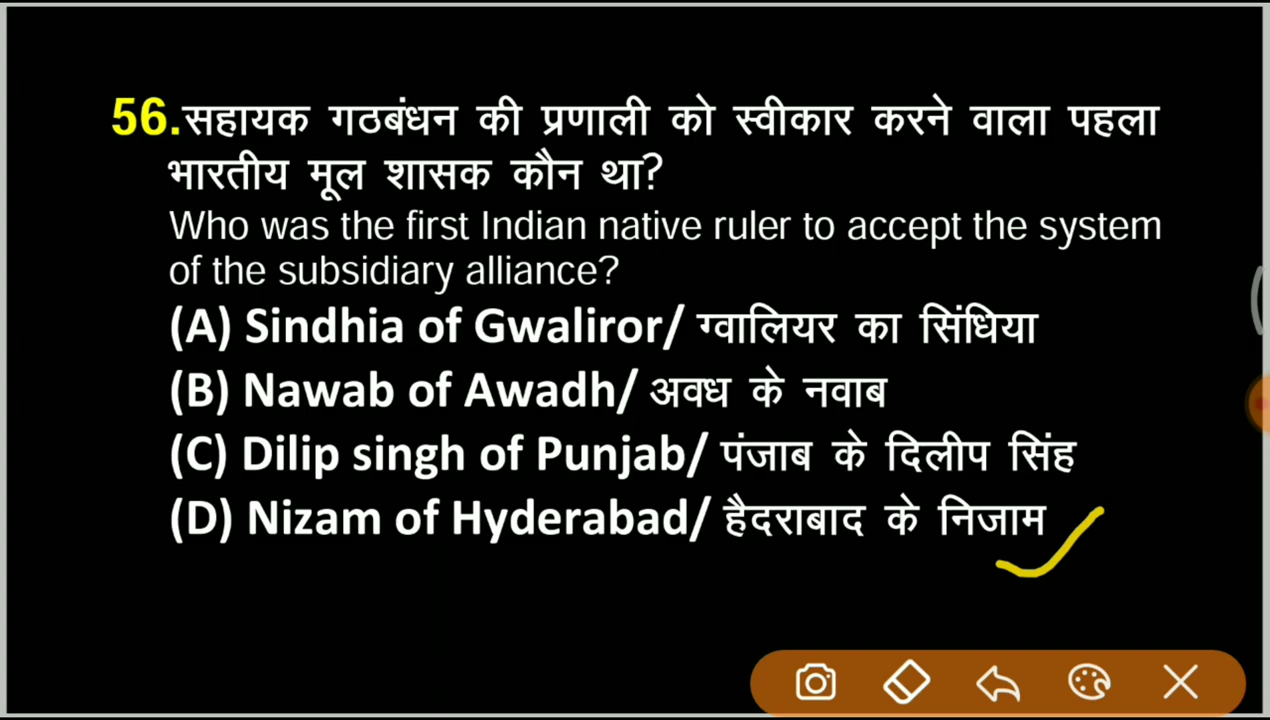 56.सहायक गठबंधन की प्रणाली को स्वीकार करने वाला पहला
भारतीय मूल शासक कौन था?
Who was the first Indian native ruler to accept the system
of the subsidiary alliance?
(A) Sindhia of Gwaliror/ ग्वालियर का सिंधिया
(B) Nawab of Awadh/ अवध के नवाब
(C) Dilip singh of Punjab/ पंजाब के दिलीप सिंह
(D) Nizam of Hyderabad/ हैदराबाद के निजाम